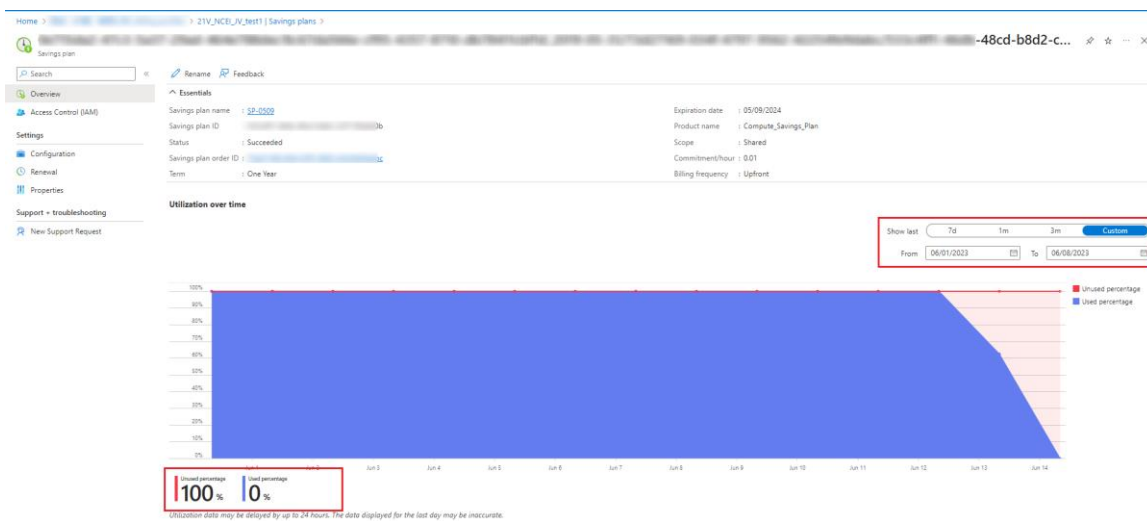 Home >
> 21V_NCEI_JV_test1 | Savings plans >
-48cd-b8d2-c...
Savings plan
Search
Rename
Feedback
Overview
Access Control (IAM)
Settings
Configuration
Renewal
Properties
Support + troubleshooting
New Support Request
Essentials
Savings plan name : SP-0509
Expiration date : 05/09/2024
Savings plan ID :
Product name : Compute_Savings_Plan
Status : Succeeded
Scope : Shared
Savings plan order ID :
Commitment/hour : 0.01
Term : One Year
Billing frequency : Upfront
Utilization over time
Show last 7d 1m 3m Custom
From 06/01/2023 To 06/08/2023
Unused percentage
Used percentage
100%
90%
80%
70%
60%
50%
40%
30%
20%
10%
0%
Jun 1 Jun 2 Jun 3 Jun 4 Jun 5 Jun 6 Jun 7 Jun 8 Jun 9 Jun 10 Jun 11 Jun 12 Jun 13 Jun 14
Unused percentage
100 %
Used percentage
0 %
Utilization data may be delayed by up to 24 hours. The data displayed for the last day may be inaccurate.